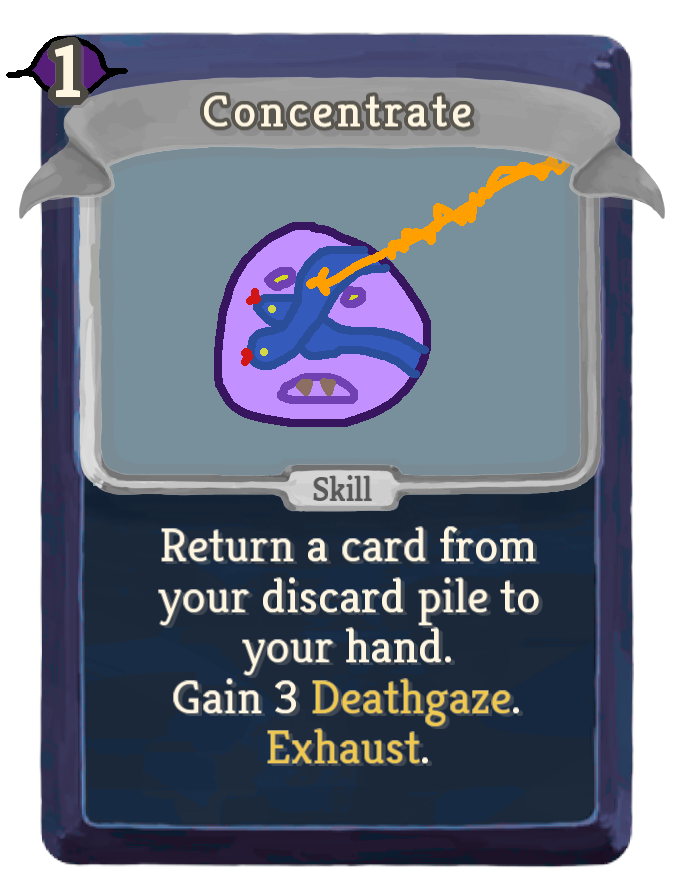 1
Concentrate
Skill
Return a card from
your discard pile to
your hand.
Gain 3 Deathgaze.
Exhaust.